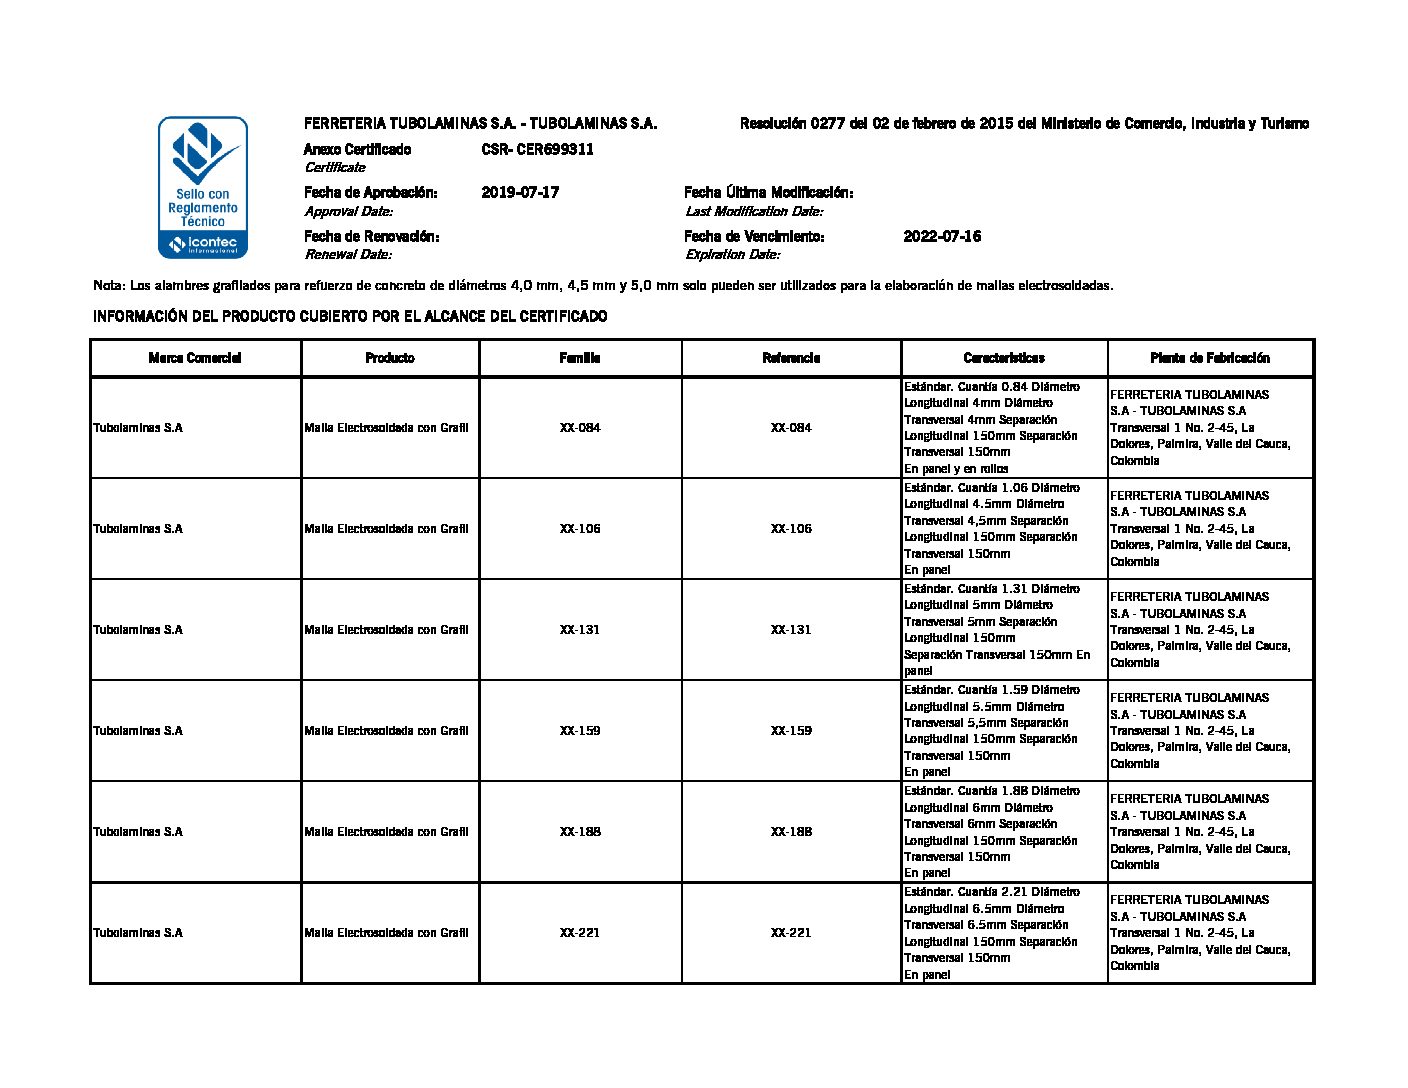 Sello con
Reglamento
Técnico
icontec
internacional
FERRETERIA TUBOLAMINAS S.A. - TUBOLAMINAS S.A.
Resolución 0277 del 02 de febrero de 2015 del Ministerio de Comercio, Industria y Turismo
Anexo Certificado CSR- CER699311
Certificate
Fecha de Aprobación: 2019-07-17 Fecha Última Modificación:
Approval Date: Last Modification Date:
Fecha de Renovación: Fecha de Vencimiento: 2022-07-16
Renewal Date: Expiration Date:
Nota: Los alambres grafilados para refuerzo de concreto de diámetros 4,0 mm, 4,5 mm y 5,0 mm solo pueden ser utilizados para la elaboración de mallas electrosoldadas.
INFORMACIÓN DEL PRODUCTO CUBIERTO POR EL ALCANCE DEL CERTIFICADO
Marca Comercial Producto Familia Referencia Características Planta de Fabricación
Tubolaminas S.A Malla Electrosoldada con Grafil XX-084 XX-084
Estándar. Cuantía 0.84 Diámetro
Longitudinal 4mm Diámetro
Transversal 4mm Separación
Longitudinal 150mm Separación
Transversal 150mm
En panel y en rollos
FERRETERIA TUBOLAMINAS
S.A - TUBOLAMINAS S.A
Transversal 1 No. 2-45, La
Dolores, Palmira, Valle del Cauca,
Colombia
Tubolaminas S.A Malla Electrosoldada con Grafil XX-106 XX-106
Estándar. Cuantía 1.06 Diámetro
Longitudinal 4.5mm Diámetro
Transversal 4,5mm Separación
Longitudinal 150mm Separación
Transversal 150mm
En panel
FERRETERIA TUBOLAMINAS
S.A - TUBOLAMINAS S.A
Transversal 1 No. 2-45, La
Dolores, Palmira, Valle del Cauca,
Colombia
Tubolaminas S.A Malla Electrosoldada con Grafil XX-131 XX-131
Estándar. Cuantía 1.31 Diámetro
Longitudinal 5mm Diámetro
Transversal 5mm Separación
Longitudinal 150mm
Separación Transversal 150mm En
panel
FERRETERIA TUBOLAMINAS
S.A - TUBOLAMINAS S.A
Transversal 1 No. 2-45, La
Dolores, Palmira, Valle del Cauca,
Colombia
Tubolaminas S.A Malla Electrosoldada con Grafil XX-159 XX-159
Estándar. Cuantía 1.59 Diámetro
Longitudinal 5.5mm Diámetro
Transversal 5,5mm Separación
Longitudinal 150mm Separación
Transversal 150mm
En panel
FERRETERIA TUBOLAMINAS
S.A - TUBOLAMINAS S.A
Transversal 1 No. 2-45, La
Dolores, Palmira, Valle del Cauca,
Colombia
Tubolaminas S.A Malla Electrosoldada con Grafil XX-188 XX-188
Estándar. Cuantía 1.88 Diámetro
Longitudinal 6mm Diámetro
Transversal 6mm Separación
Longitudinal 150mm Separación
Transversal 150mm
En panel
FERRETERIA TUBOLAMINAS
S.A - TUBOLAMINAS S.A
Transversal 1 No. 2-45, La
Dolores, Palmira, Valle del Cauca,
Colombia
Tubolaminas S.A Malla Electrosoldada con Grafil XX-221 XX-221
Estándar. Cuantía 2.21 Diámetro
Longitudinal 6.5mm Diámetro
Transversal 6.5mm Separación
Longitudinal 150mm Separación
Transversal 150mm
En panel
FERRETERIA TUBOLAMINAS
S.A - TUBOLAMINAS S.A
Transversal 1 No. 2-45, La
Dolores, Palmira, Valle del Cauca,
Colombia